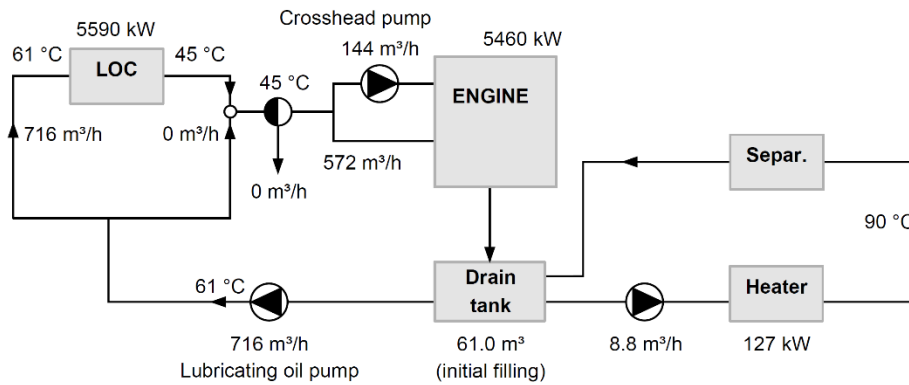 Crosshead pump
5590 kW
144 m³/h
5460 kW
61 °C
LOC
45 °C
45 °C
ENGINE
716 m³/h
0 m³/h
572 m³/h
0 m³/h
Separ.
90 °C
61 °C
Drain
tank
Heater
716 m³/h
61.0 m³
8.8 m³/h
127 kW
Lubricating oil pump
(initial filling)